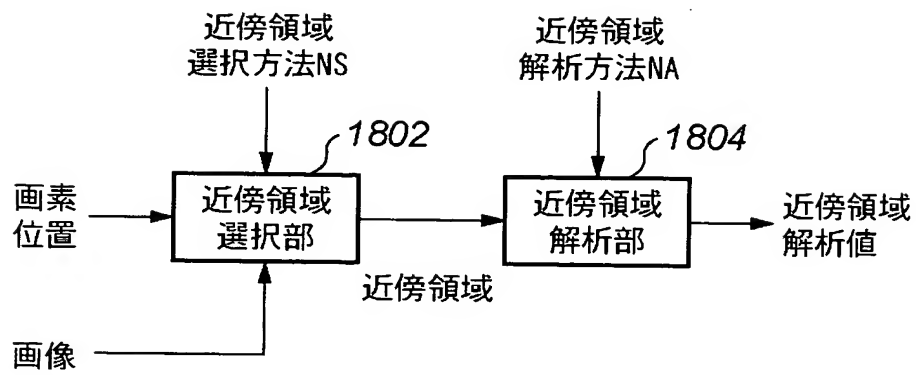 近傍領域
選択方法NS
近傍領域
解析方法NA
1802
1804
画素
位置
近傍領域
選択部
近傍領域
解析部
近傍領域
解析値
近傍領域
画像